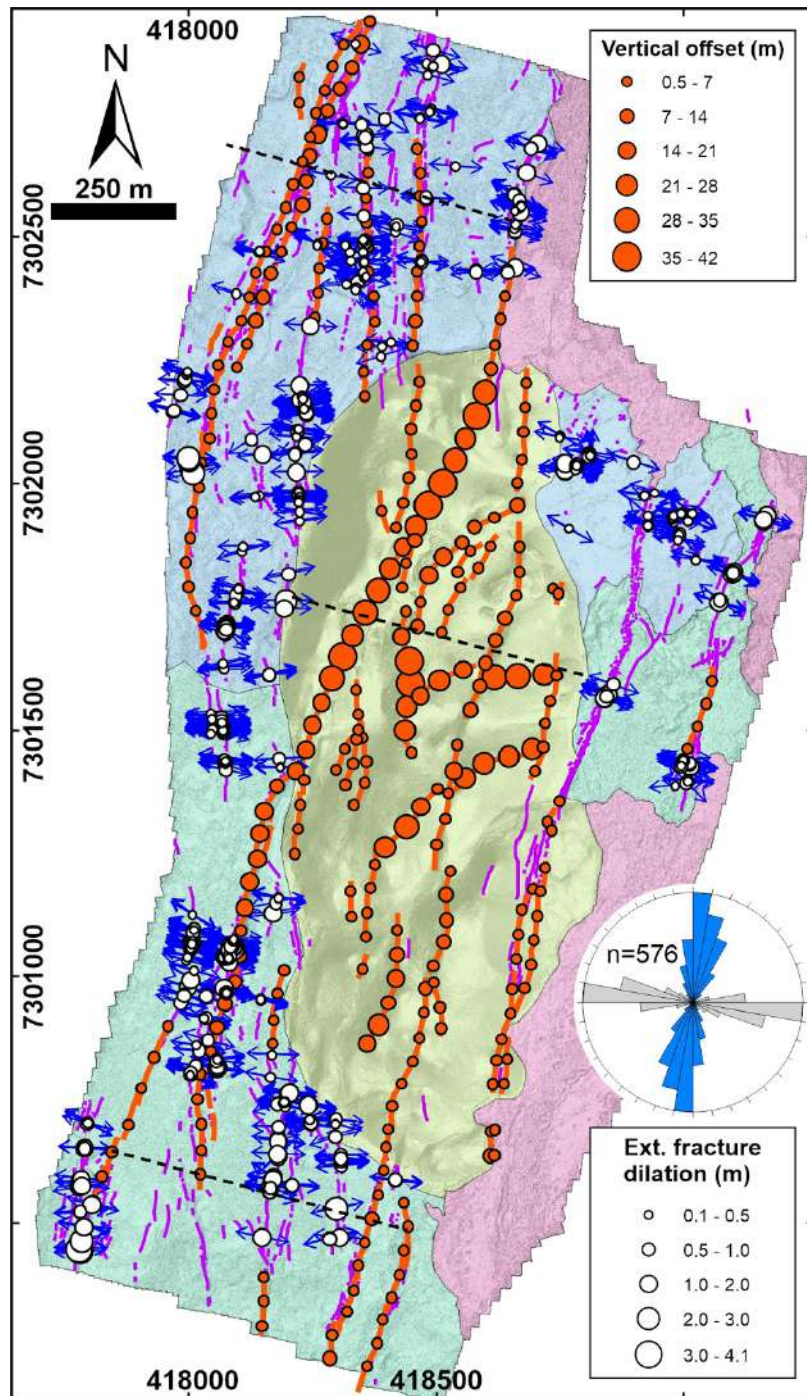 418000
N
250 m
Vertical offset (m)
0.5 - 7
7 - 14
14 - 21
21 - 28
28 - 35
35 - 42
7302500
7302000
7301500
7301000
n=576
Ext. fracture
dilation (m)
0.1 - 0.5
0.5 - 1.0
1.0 - 2.0
2.0 - 3.0
3.0 - 4.1
418000
418500